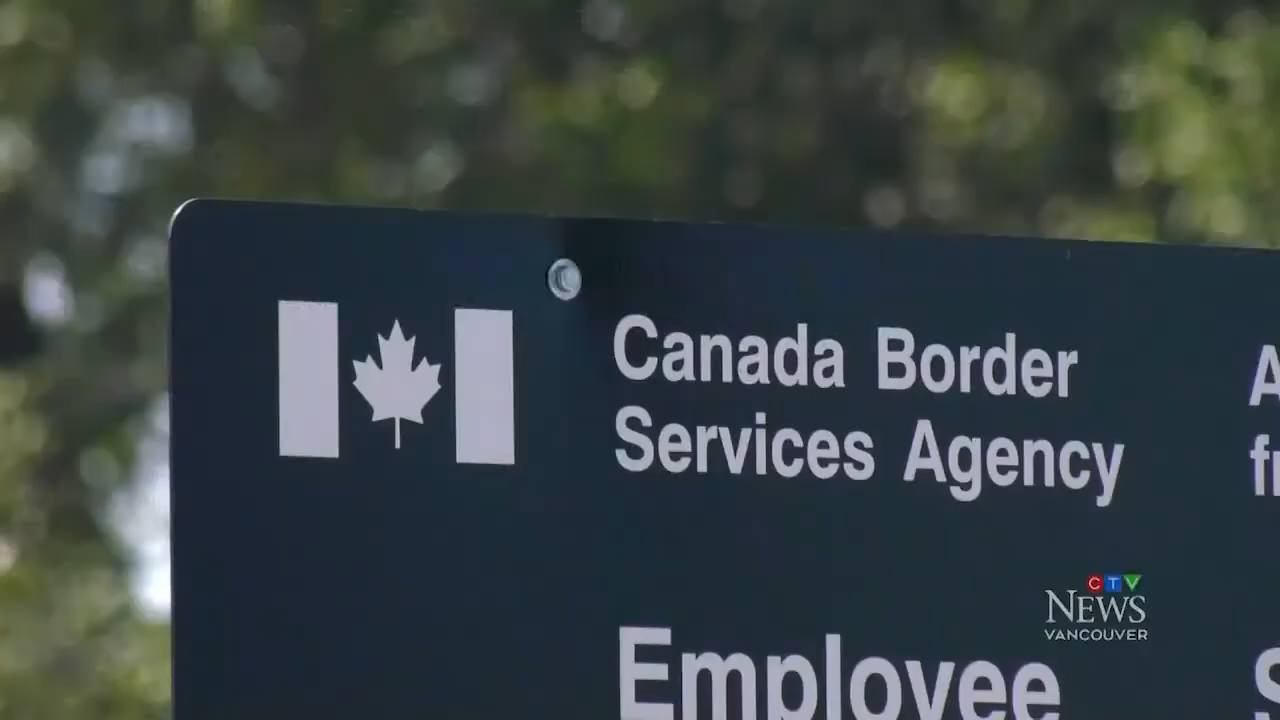 Canada Border
Services Agency
Employee
CTV
NEWS
VANCOUVER